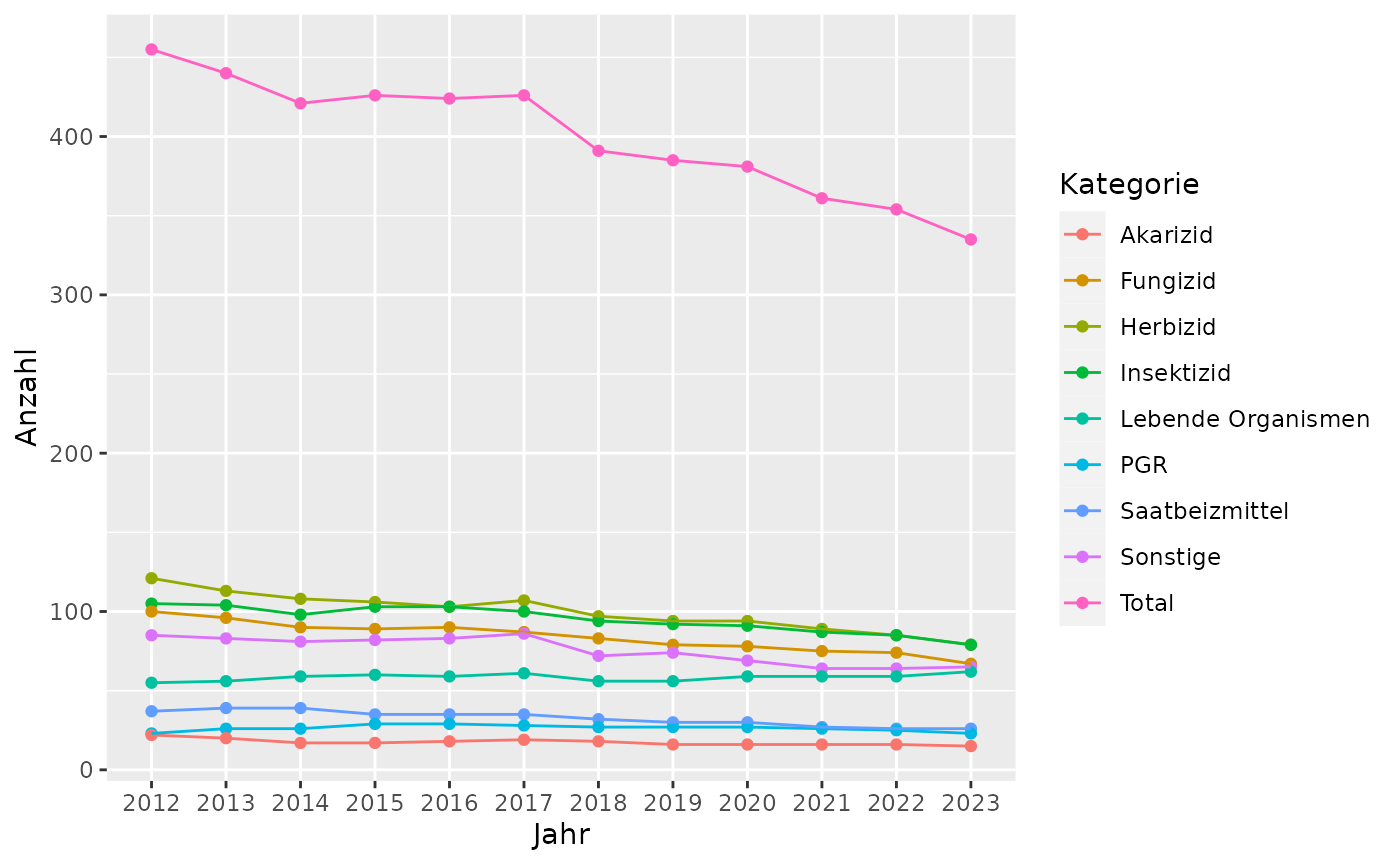 400
300
200
100
0
Anzahl
2012 2013 2014 2015 2016 2017 2018 2019 2020 2021 2022 2023
Jahr
Kategorie
Akarizid
Fungizid
Herbizid
Insektizid
Lebende Organismen
PGR
Saatbeizmittel
Sonstige
Total